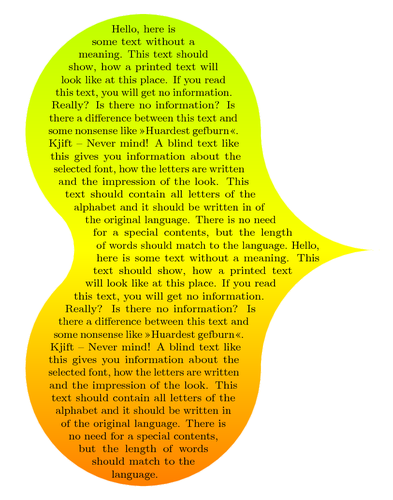 Hello, here is
some text without a
meaning. This text should
show, how a printed text will
look like at this place. If you read
this text, you will get no information.
Really? Is there no information? Is
there a difference between this text and
some nonsense like »Huardest gefburn«.
Kjift – Never mind! A blind text like
this gives you information about the
selected font, how the letters are written
and the impression of the look. This
text should contain all letters of the
alphabet and it should be written in of
the original language. There is no need
for a special contents, but the length
of words should match to the language. Hello,
here is some text without a meaning. This
text should show, how a printed text
will look like at this place. If you read
this text, you will get no information.
Really? Is there no information? Is
there a difference between this text and
some nonsense like »Huardest gefburn«.
Kjift – Never mind! A blind text like
this gives you information about the
selected font, how the letters are written
and the impression of the look. This
text should contain all letters of the
alphabet and it should be written in
of the original language. There is
no need for a special contents,
but the length of words
should match to the
language.